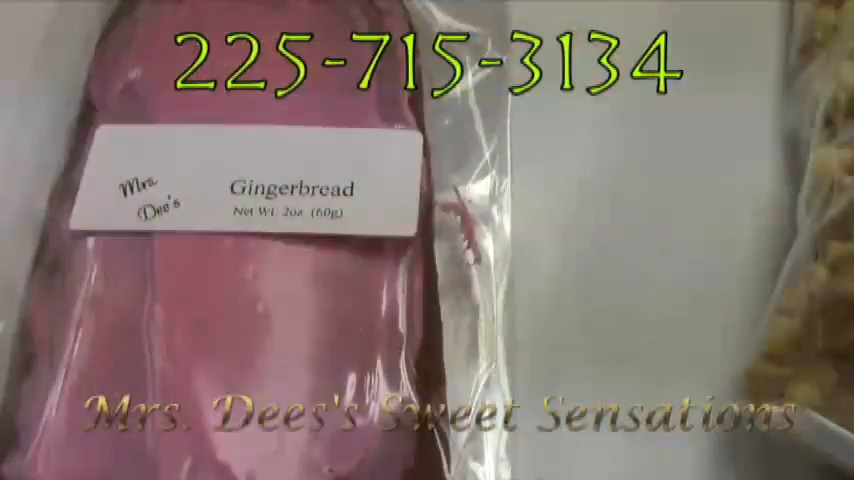 225-715-3134
Mrs. Dee's
Gingerbread
Net Wt. 2oz. (60g)
Mrs. Dees's Sweet Sensations